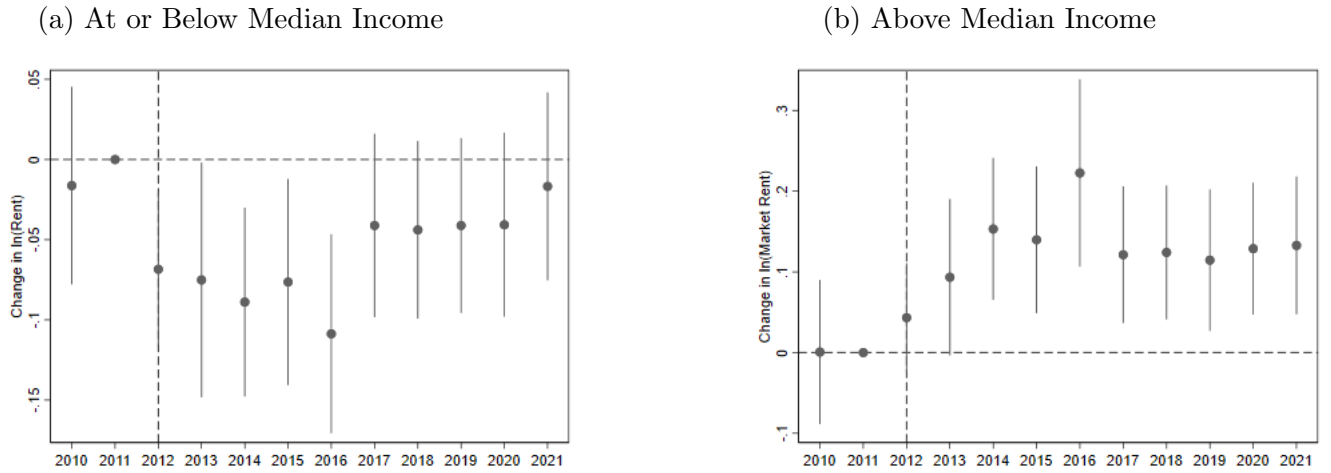 (a) At or Below Median Income
Change in ln(Rent)
.05
0
-.05
-.1
-.15
2010 2011 2012 2013 2014 2015 2016 2017 2018 2019 2020 2021
(b) Above Median Income
Change in ln(Market Rent)
.3
.2
.1
0
-.1
2010 2011 2012 2013 2014 2015 2016 2017 2018 2019 2020 2021